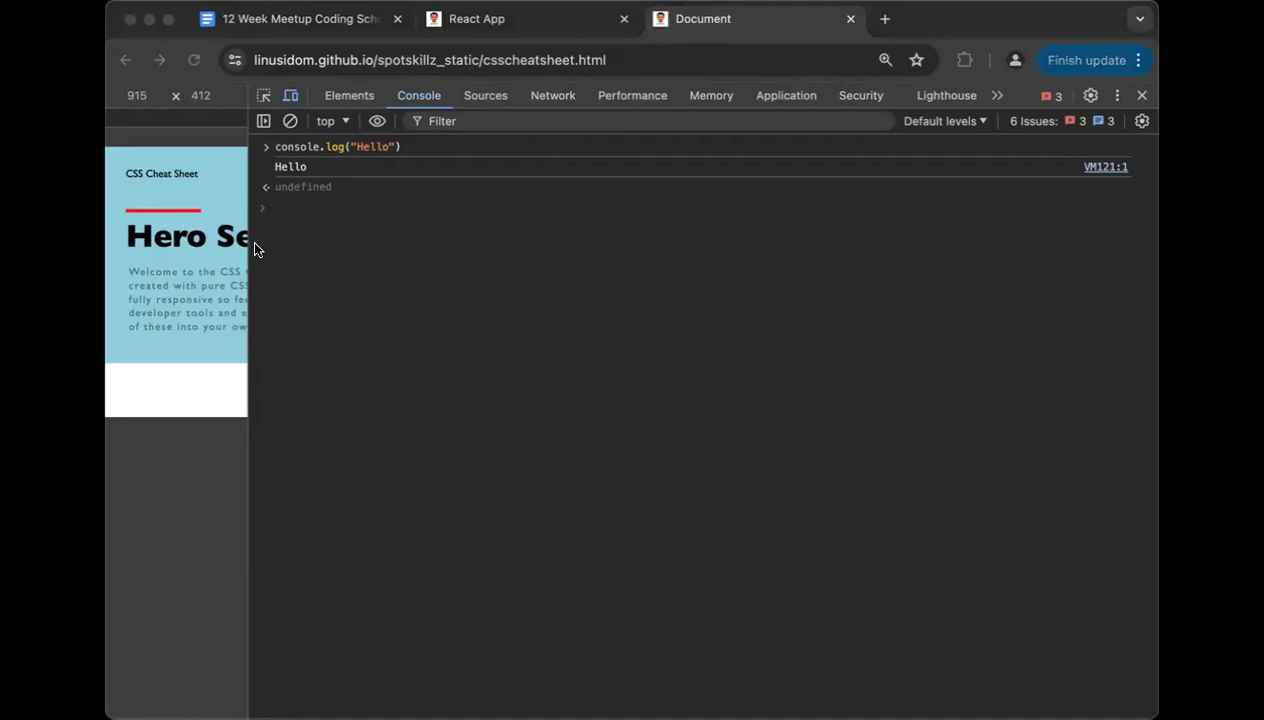 12 Week Meetup Coding Sch
React App
Document
linusidom.github.io/spotskillz_static/csscheatsheet.html
Finish update
915 × 412
Elements
Console
Sources
Network
Performance
Memory
Application
Security
Lighthouse
3
top
Filter
Default levels
6 Issues: 3 3
console.log("Hello")
Hello
VM121:1
undefined
CSS Cheat Sheet
Hero Se
Welcome to the CSS
created with pure CSS
fully responsive so fee
developer tools and
of these into your ow